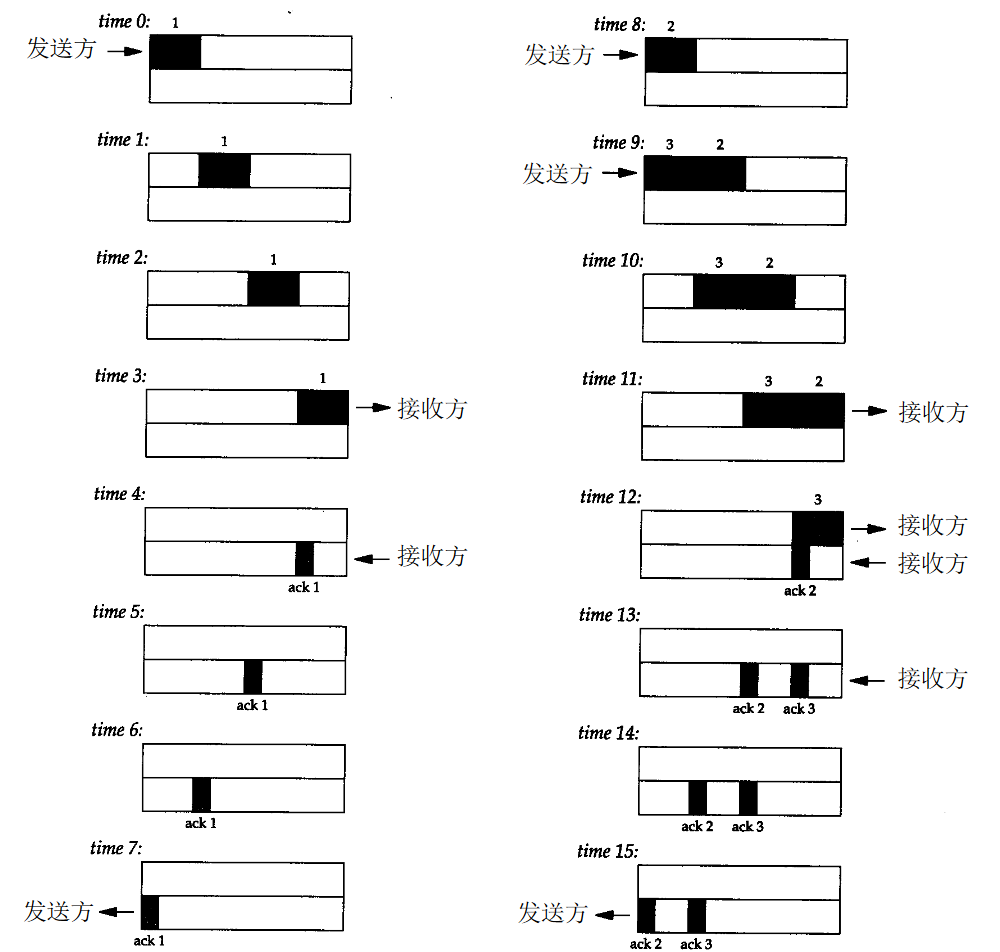 time 0: 1
发送方
time 1: 1
time 2: 1
time 3: 1
接收方
time 4:
接收方
ack 1
time 5:
ack 1
time 6:
ack 1
time 7:
发送方
ack 1
time 8: 2
发送方
time 9: 3 2
发送方
time 10: 3 2
time 11: 3 2
接收方
time 12: 3
接收方
接收方
ack 2
time 13:
接收方
ack 2 ack 3
time 14:
ack 2 ack 3
time 15:
发送方
ack 2 ack 3